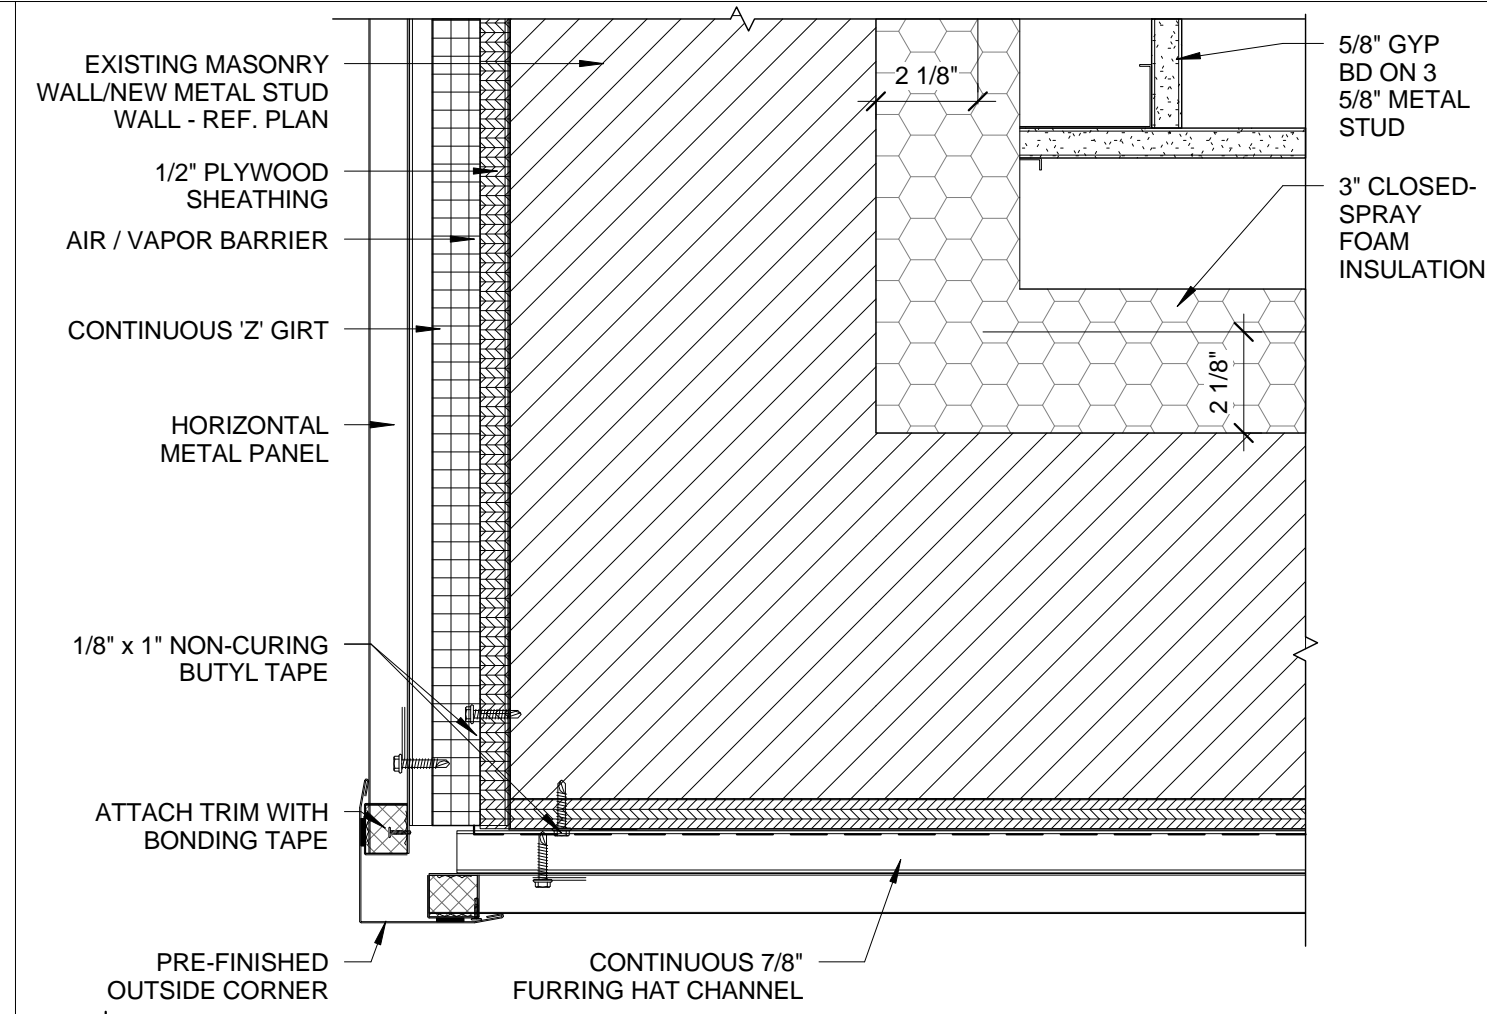 EXISTING MASONRY
WALL/NEW METAL STUD
WALL - REF. PLAN
1/2" PLYWOOD
SHEATHING
AIR / VAPOR BARRIER
CONTINUOUS 'Z' GIRT
HORIZONTAL
METAL PANEL
1/8" x 1" NON-CURING
BUTYL TAPE
ATTACH TRIM WITH
BONDING TAPE
PRE-FINISHED
OUTSIDE CORNER
CONTINUOUS 7/8"
FURRING HAT CHANNEL
2 1/8"
2 1/8"
5/8" GYP
BD ON 3
5/8" METAL
STUD
3" CLOSED-
SPRAY
FOAM
INSULATION